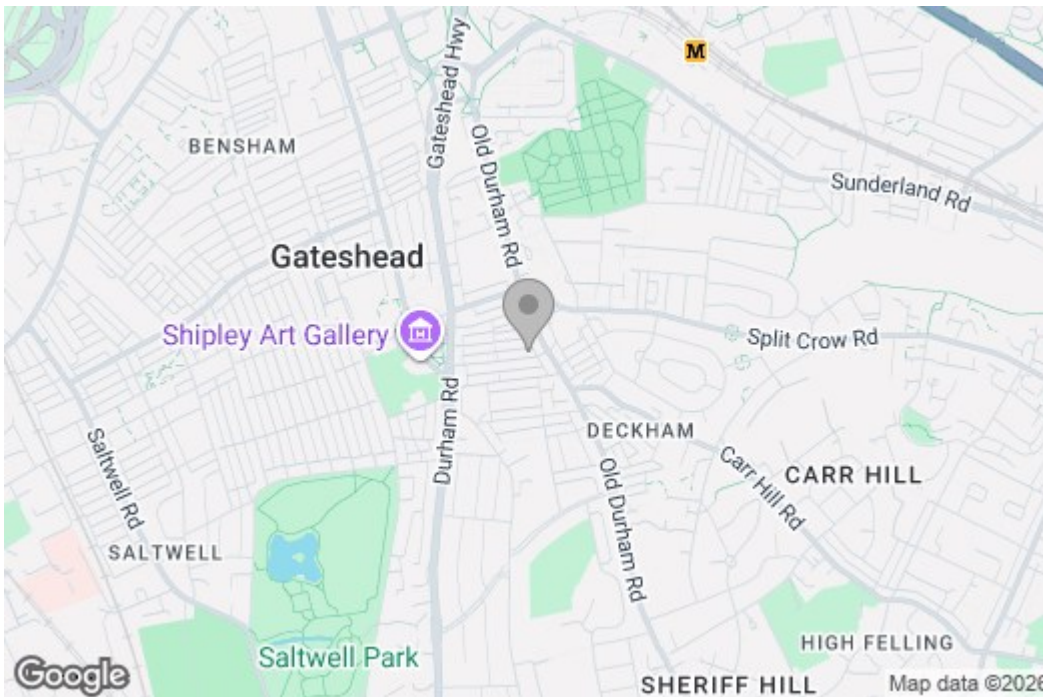 M
Gateshead Hwy
BENSHAM
Old Durham Rd
Sunderland Rd
Gateshead
Shipley Art Gallery
Split Crow Rd
Durham Rd
DECKHAM
Saltwell Rd
Old Durham Rd
Carr Hill Rd
CARR HILL
SALTWELL
HIGH FELLING
Saltwell Park
SHERIFF HILL
Google
Map data ©2026